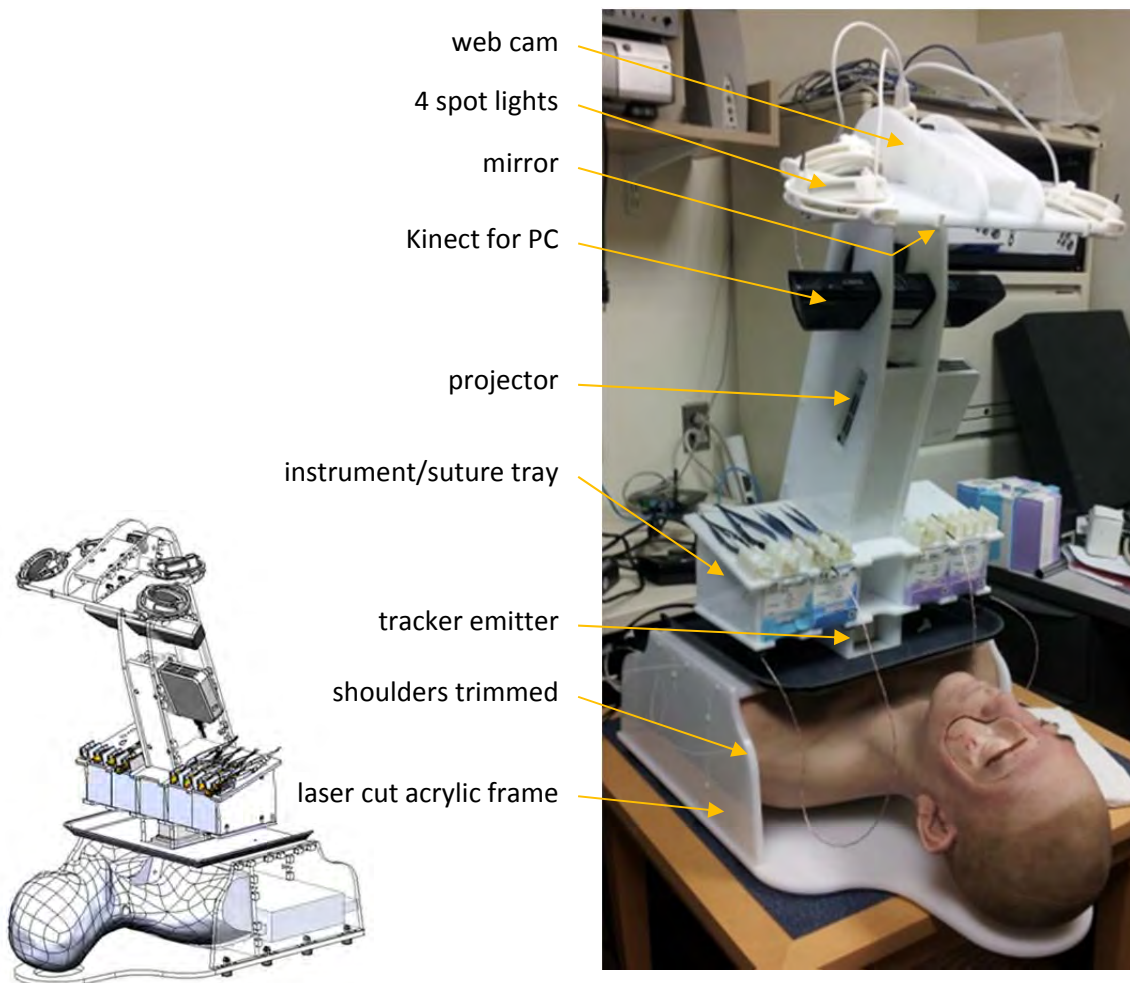 web cam
4 spot lights
mirror
Kinect for PC
projector
instrument/suture tray
tracker emitter
shoulders trimmed
laser cut acrylic frame